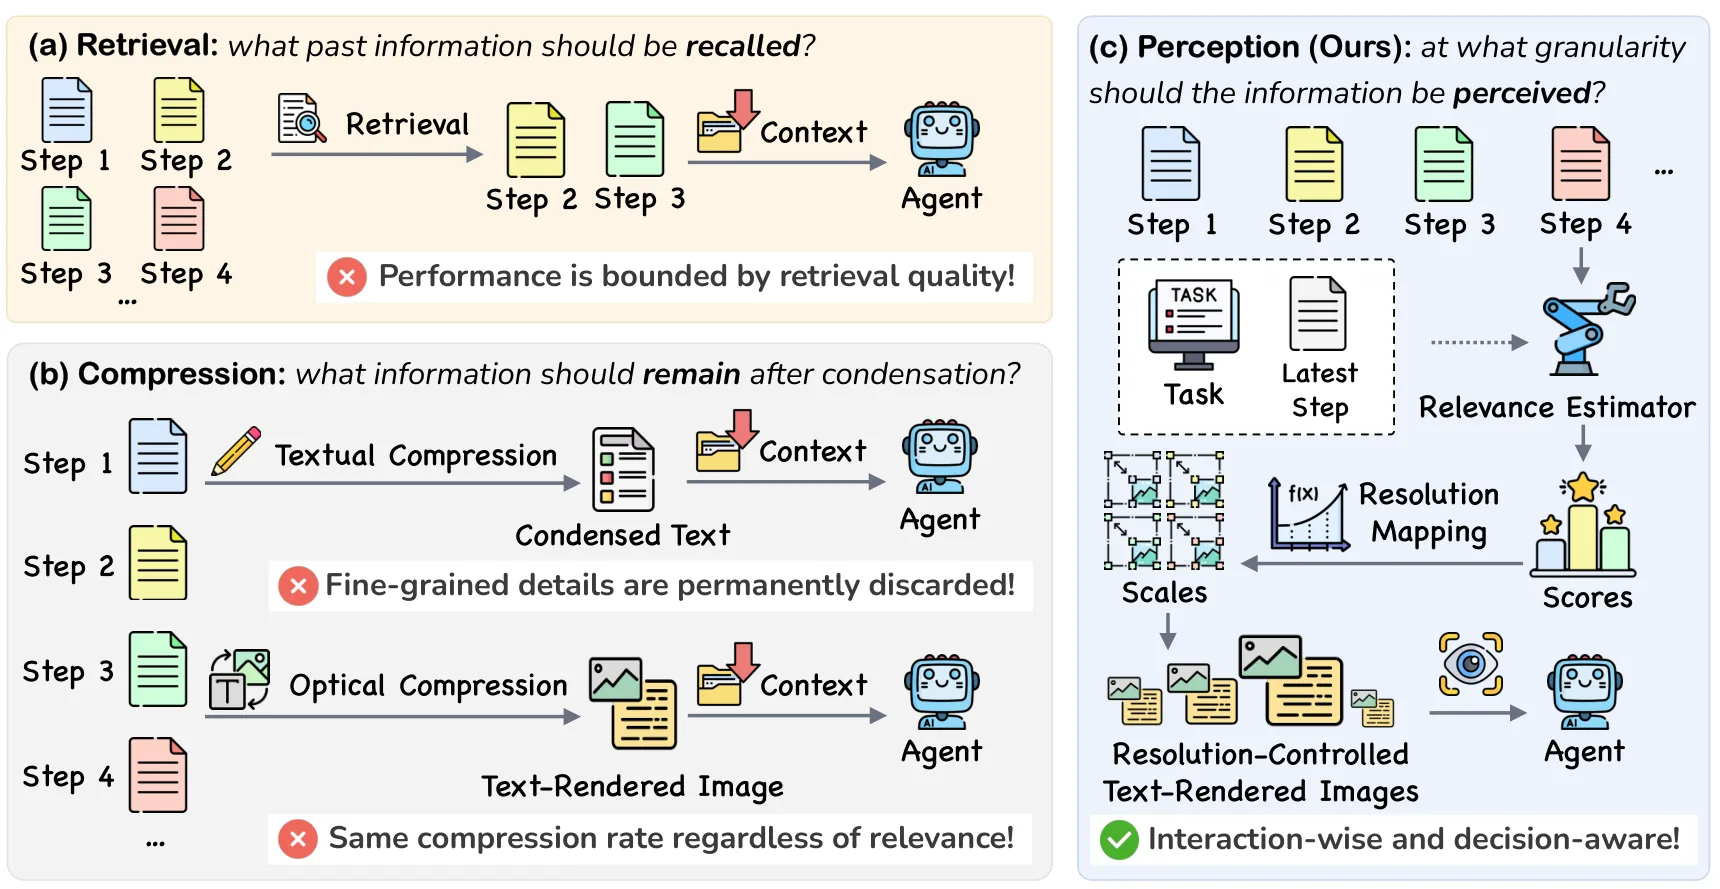 (a) Retrieval: what past information should be recalled?
Step 1
Step 2
Step 3
Step 4
...
Retrieval
Step 2
Step 3
Context
AI
Agent
Performance is bounded by retrieval quality!
(b) Compression: what information should remain after condensation?
Step 1
Step 2
Step 3
Step 4
...
Textual Compression
Condensed Text
Context
AI
Agent
Fine-grained details are permanently discarded!
T
Optical Compression
Text-Rendered Image
Context
AI
Agent
Same compression rate regardless of relevance!
(c) Perception (Ours): at what granularity
should the information be perceived?
Step 1
Step 2
Step 3
Step 4
...
TASK
Task
Latest
Step
Relevance Estimator
f(x)
Resolution
Mapping
Scales
Scores
Resolution-Controlled
Text-Rendered Images
AI
Agent
Interaction-wise and decision-aware!